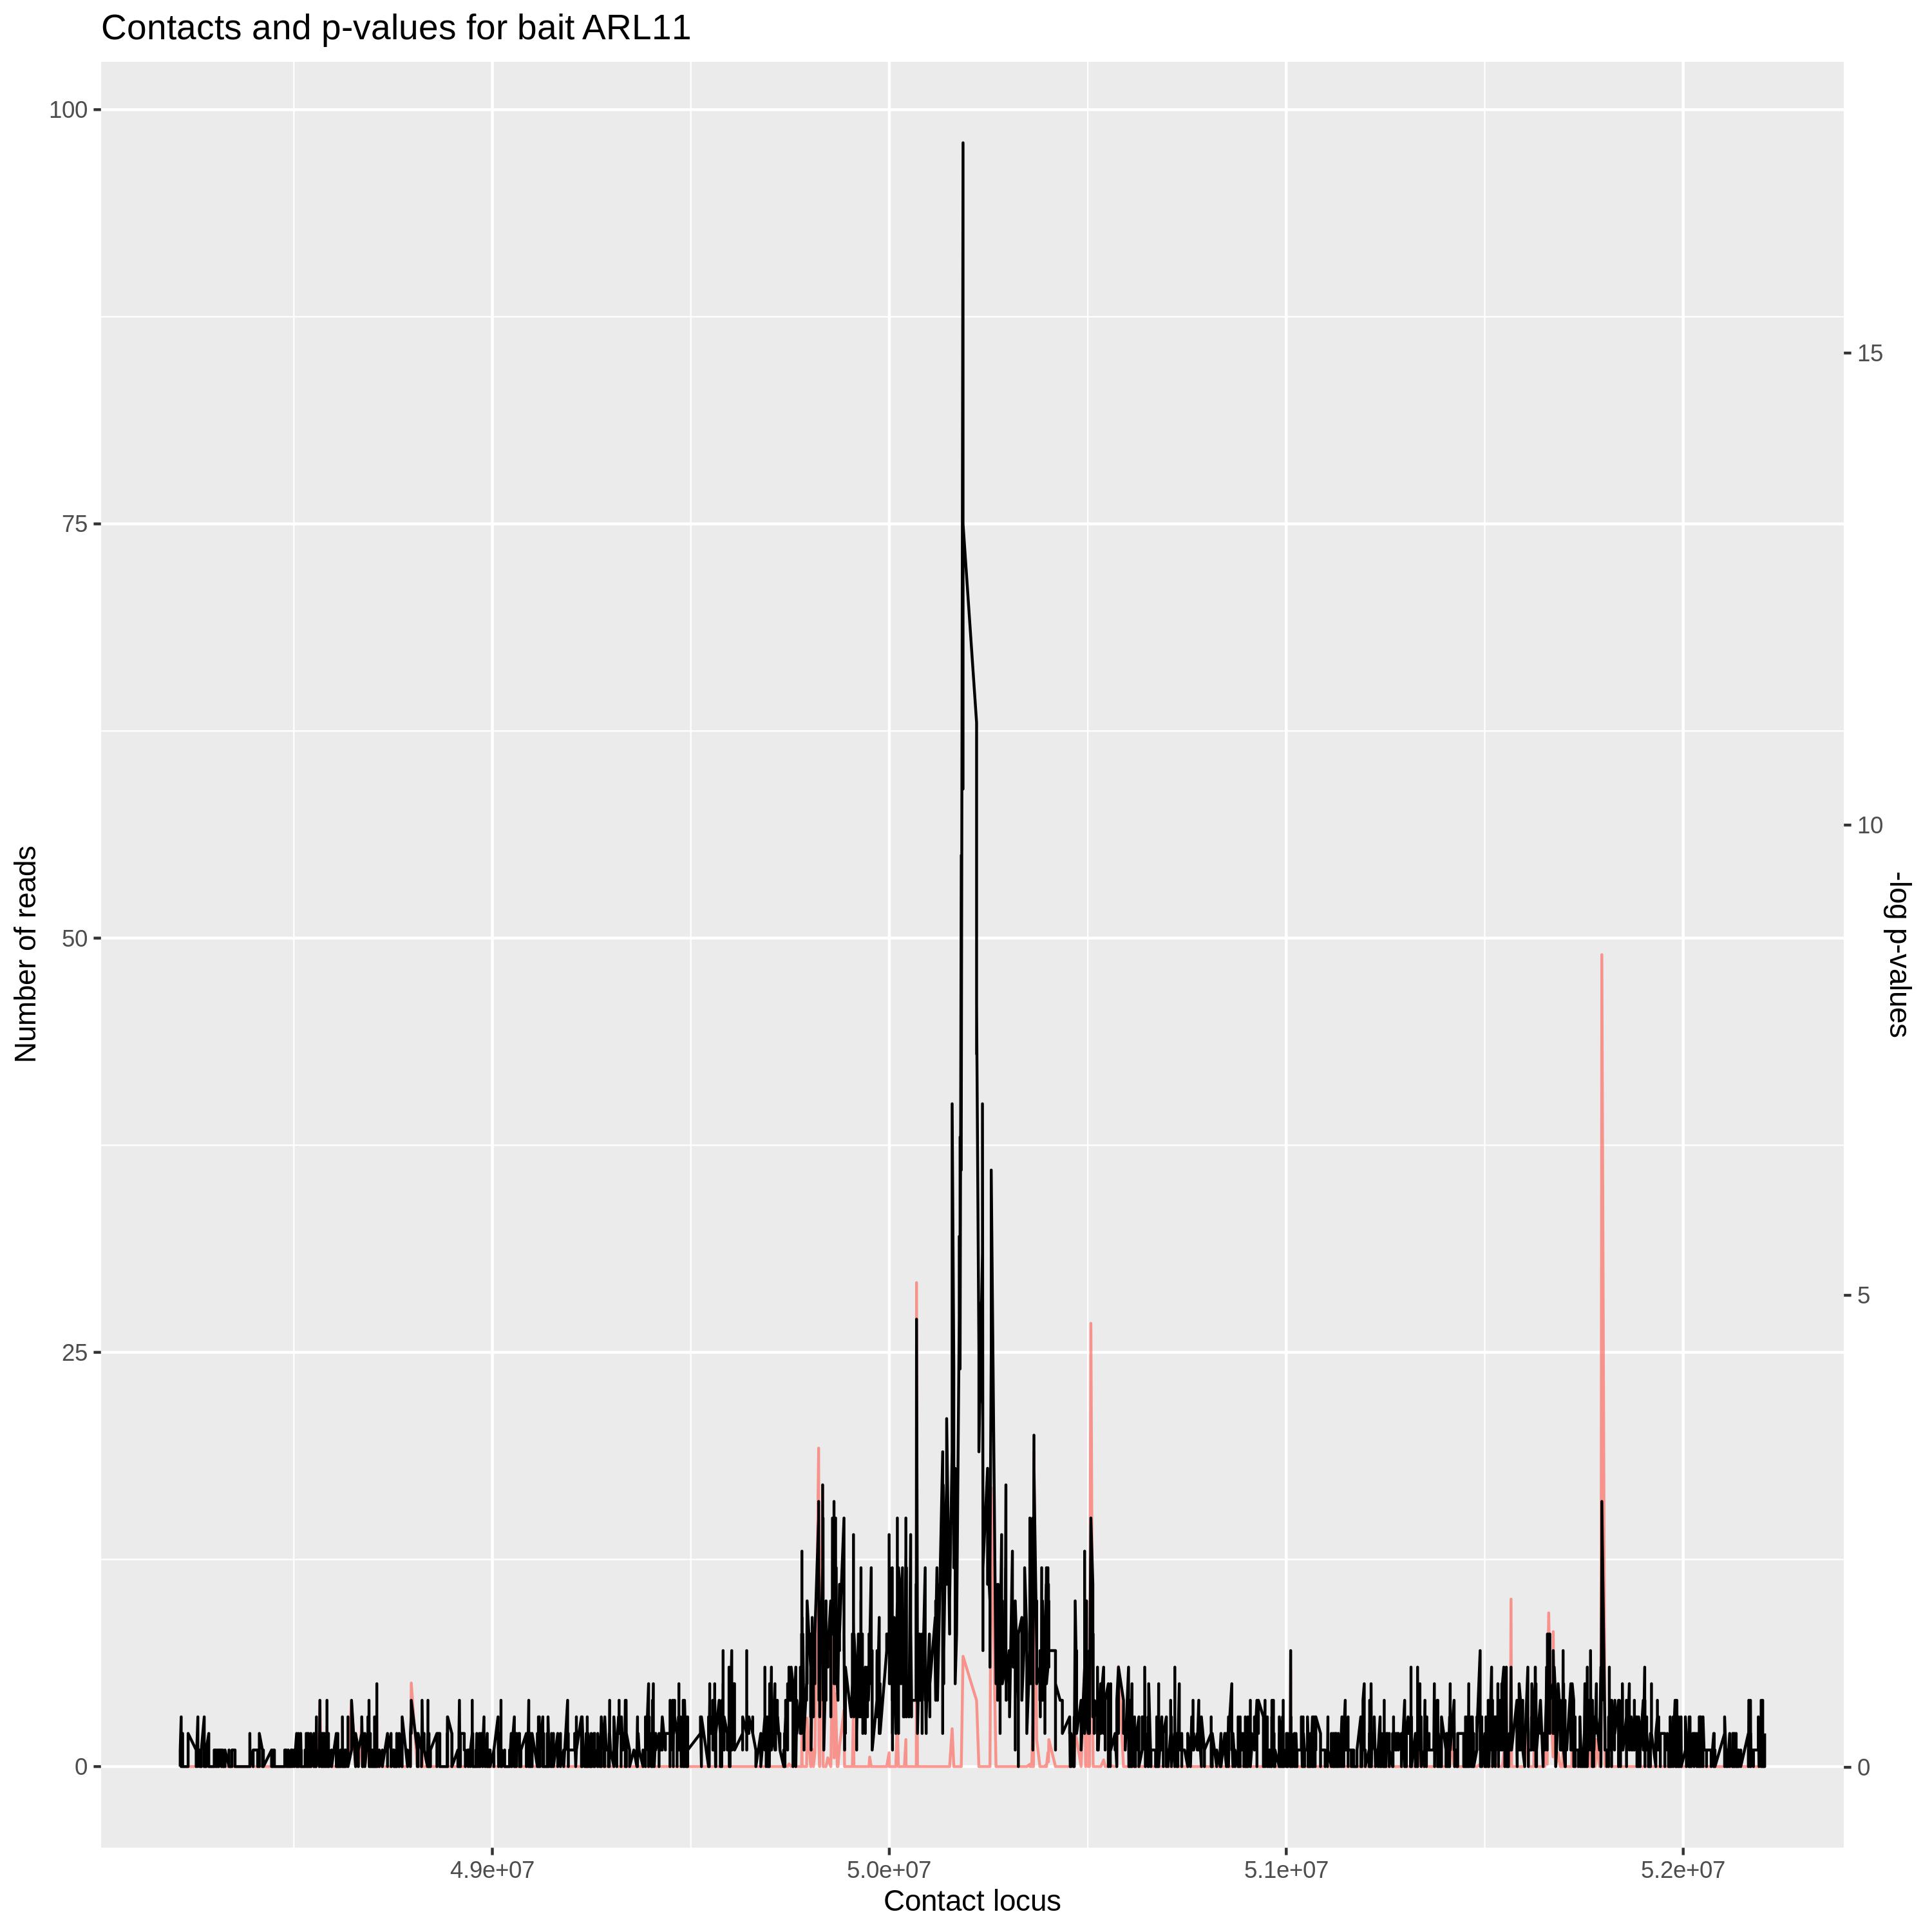 Contacts and p-values for bait ARL11
100
75
50
25
0
Number of reads
15
10
5
0
-log p-values
4.9e+07 5.0e+07 5.1e+07 5.2e+07
Contact locus